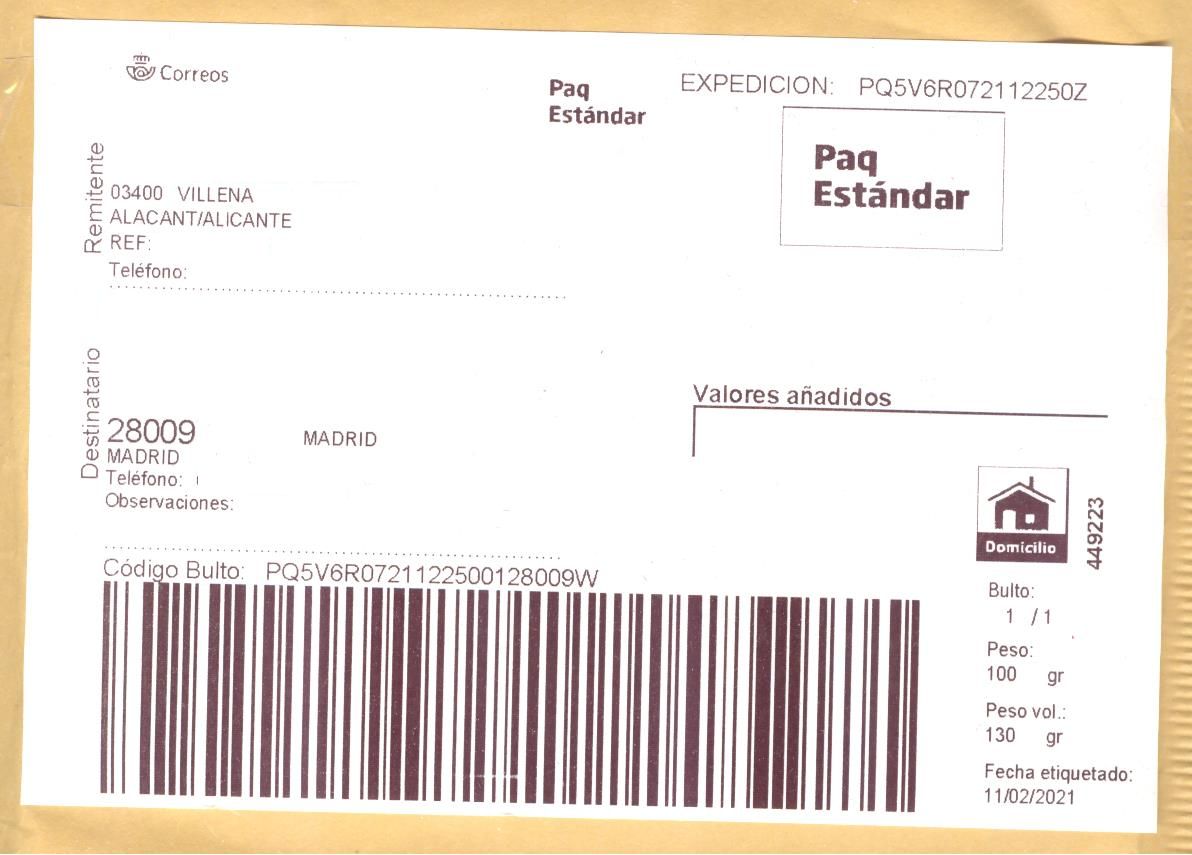 Correos
Paq
Estándar
EXPEDICION: PQ5V6R072112250Z
Paq
Estándar
Remitente
03400 VILLENA
ALACANT/ALICANTE
REF:
Teléfono:
Destinatario
28009 MADRID
MADRID
Teléfono:
Observaciones:
Valores añadidos
Domicilio
449223
Código Bulto: PQ5V6R0721122500128009W
Bulto:
1 / 1
Peso:
100 gr
Peso vol.:
130 gr
Fecha etiquetado:
11/02/2021